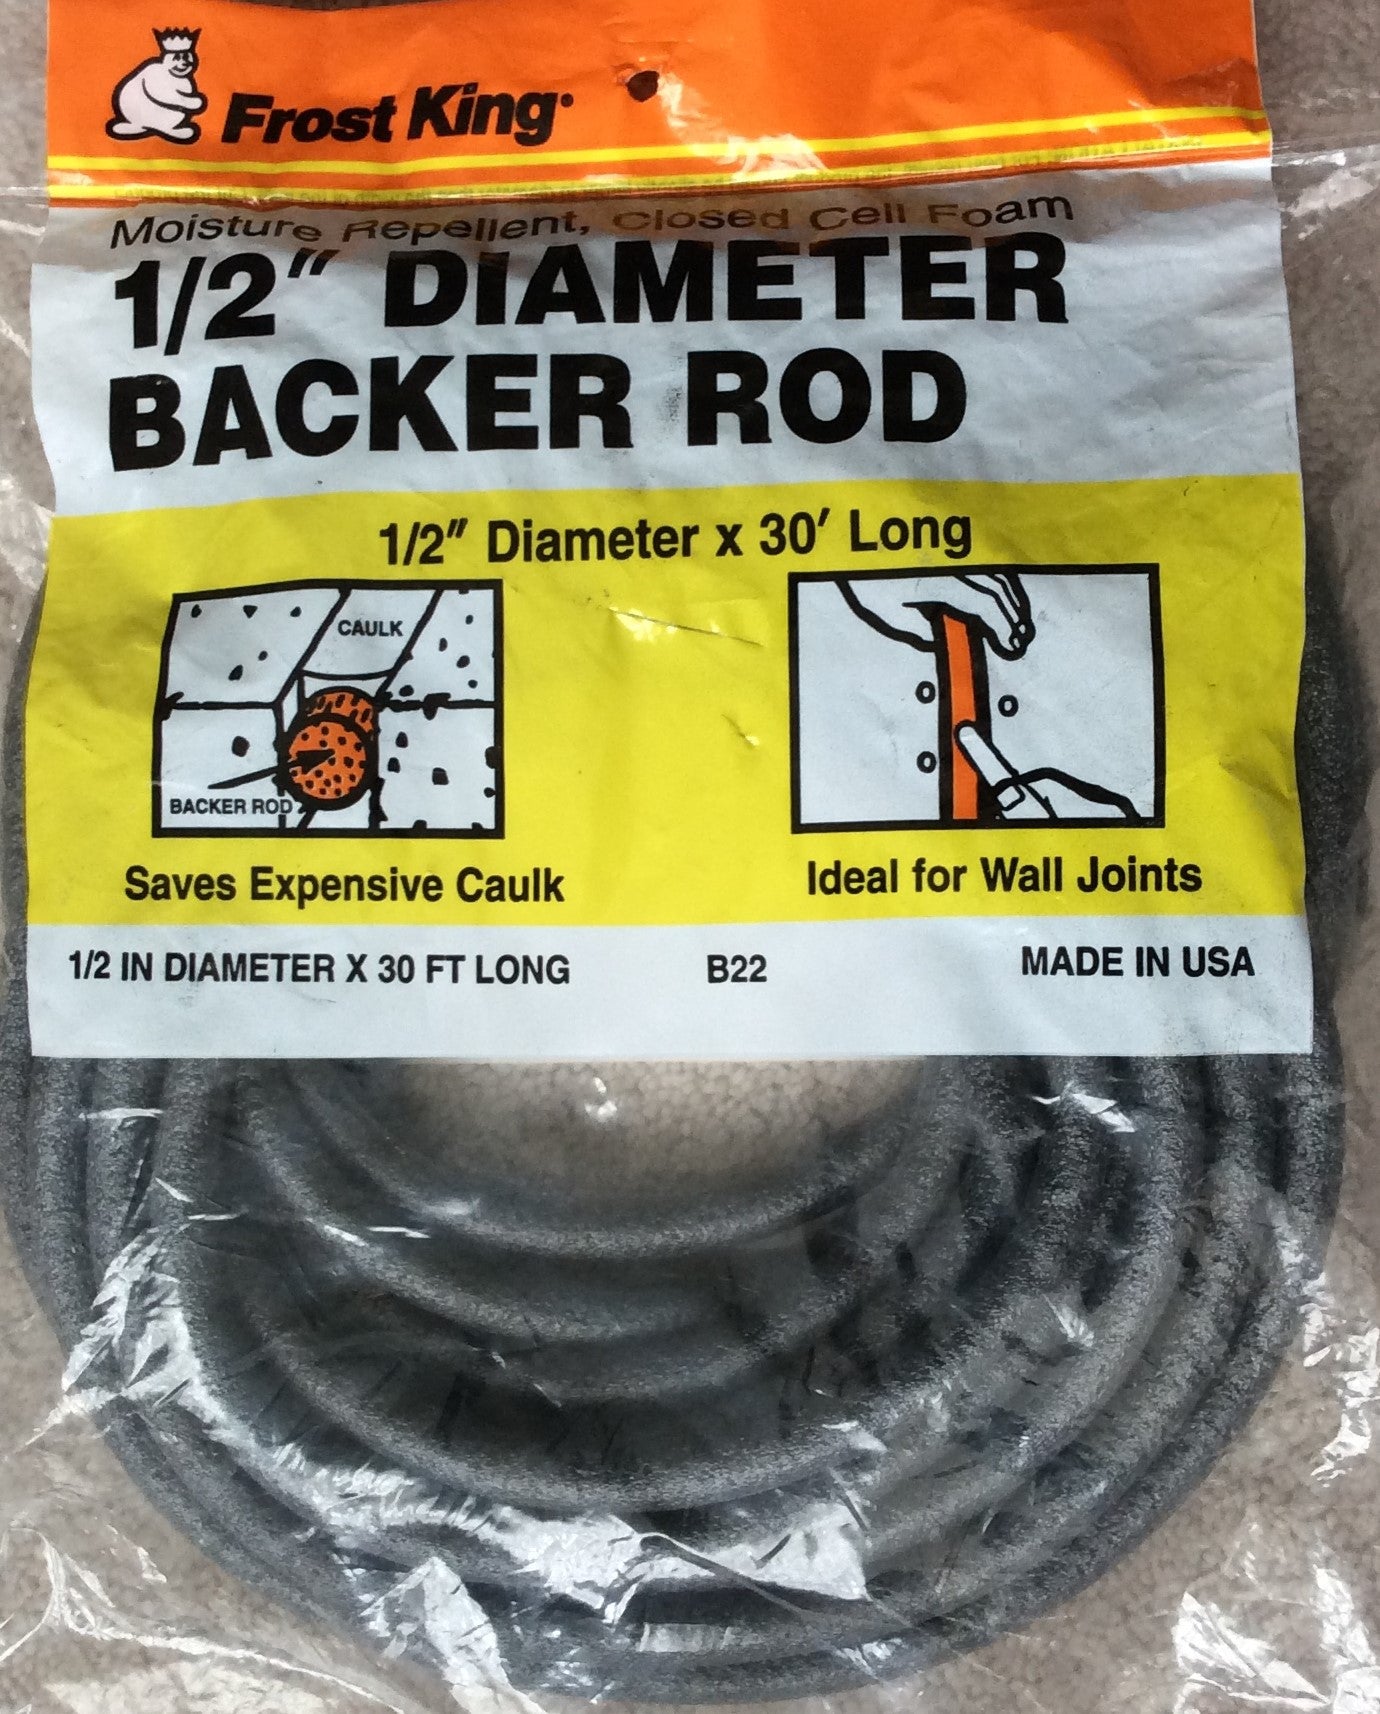 Frost King
Moisture Repellent, Closed Cell Foam
1/2" DIAMETER
BACKER ROD
1/2" Diameter x 30' Long
CAULK
BACKER ROD
Saves Expensive Caulk
Ideal for Wall Joints
1/2 IN DIAMETER X 30 FT LONG
B22
MADE IN USA